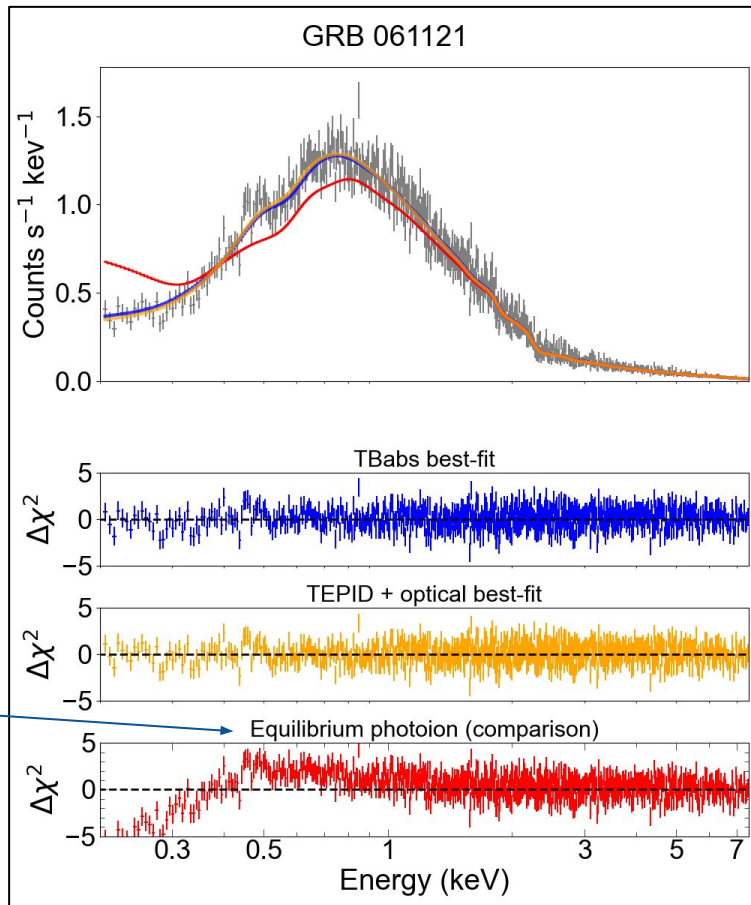 GRB 061121
Counts s⁻¹ kev⁻¹
1.5
1.0
0.5
0.0
TBabs best-fit
Δχ²
5
0
−5
TEPID + optical best-fit
Δχ²
5
0
−5
Equilibrium photoion (comparison)
Δχ²
5
0
−5
0.3 0.5 1 3 5 7
Energy (keV)